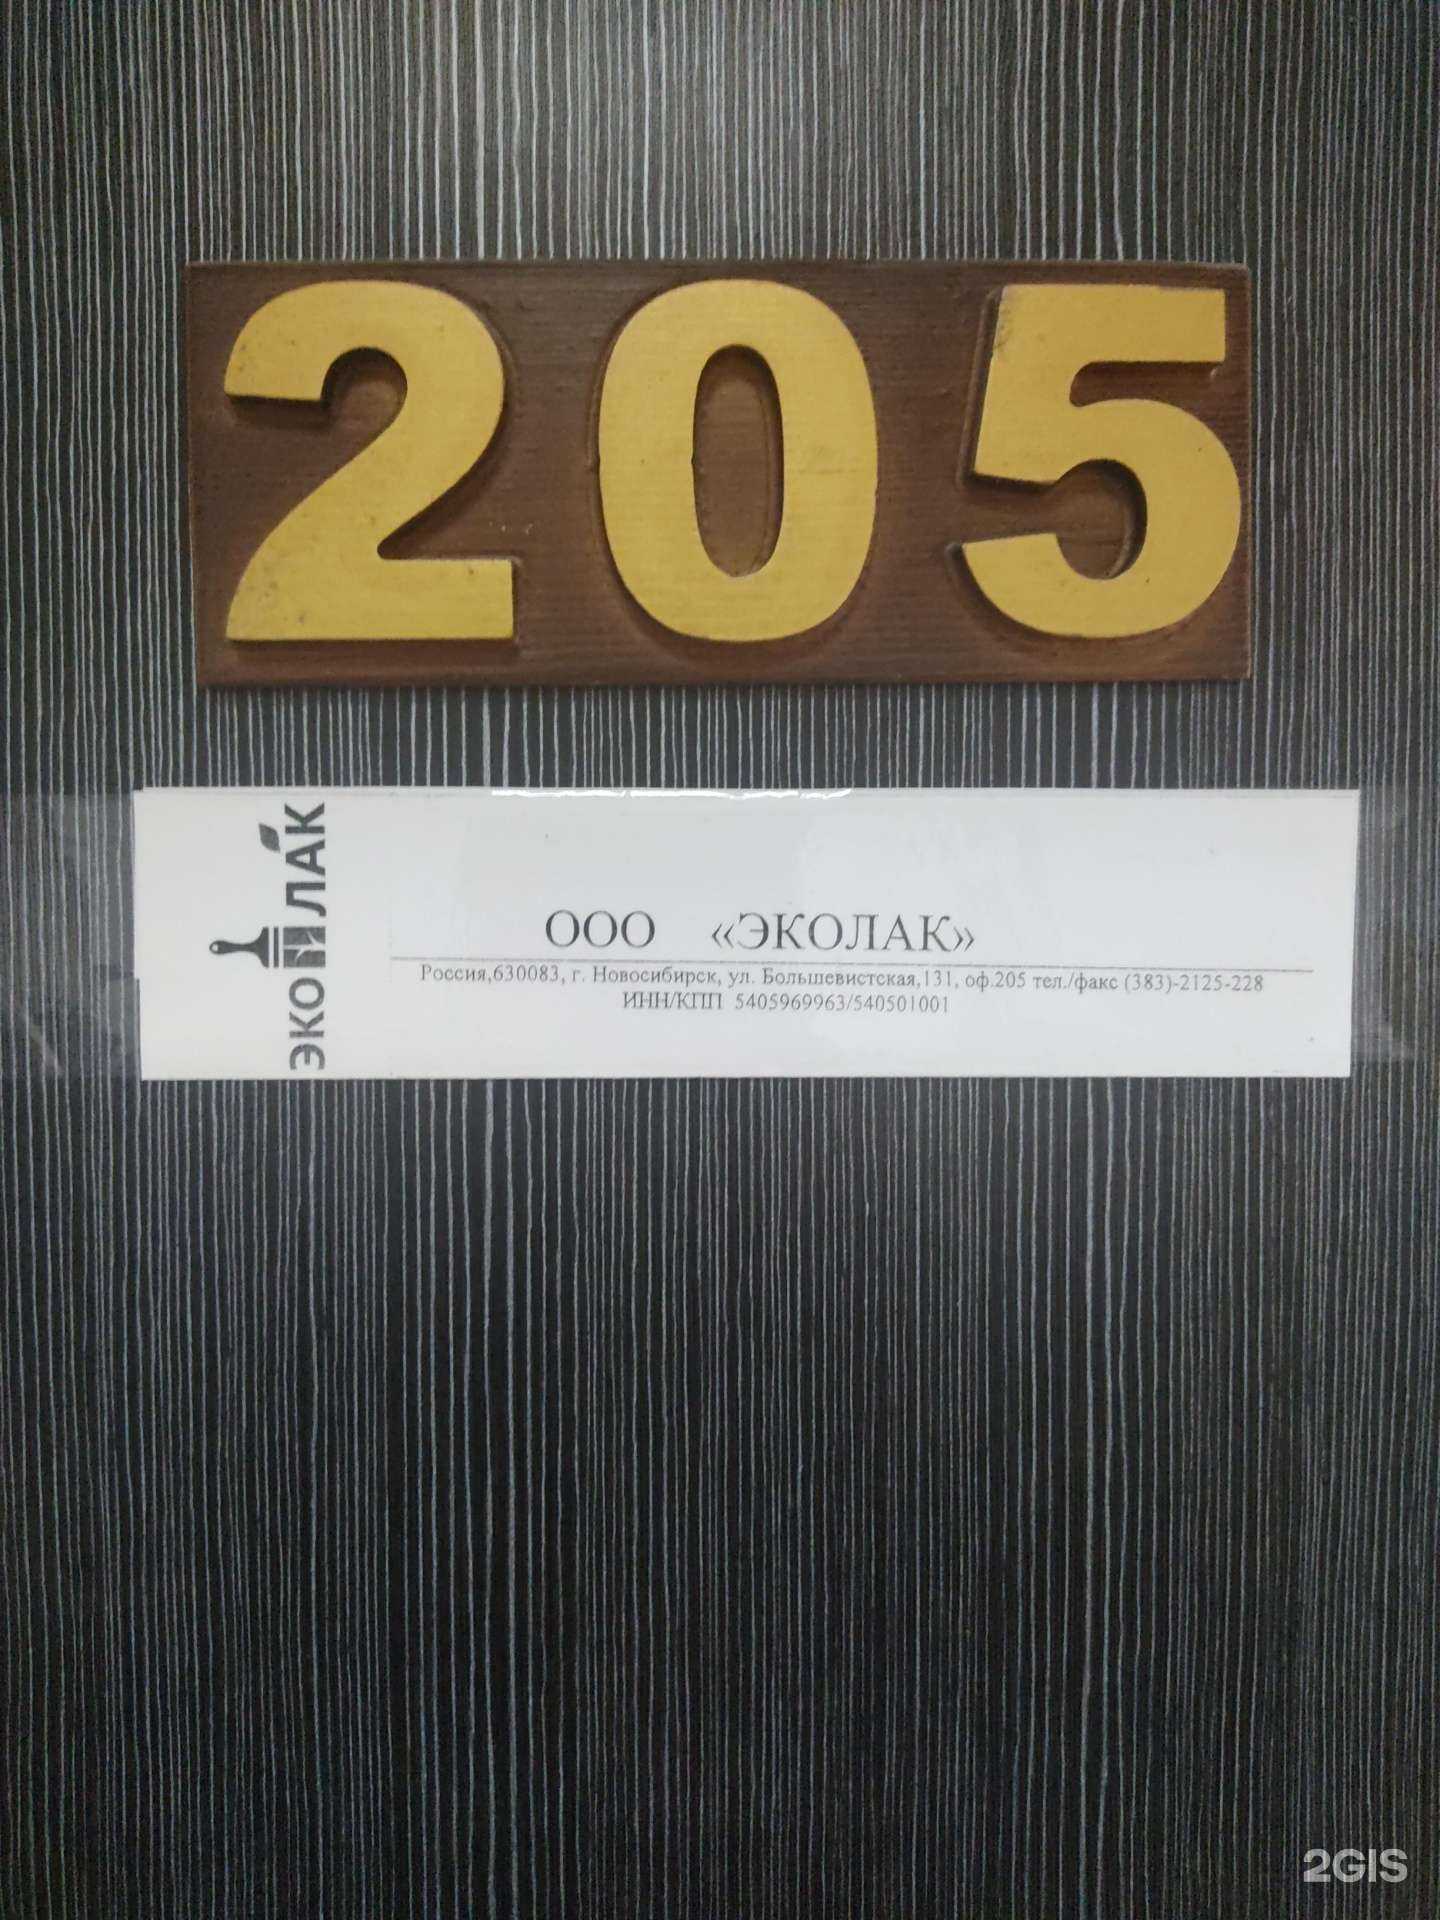 205
ЭКОЛАК
ООО «ЭКОЛАК»
Россия,630083, г. Новосибирск, ул. Большевистская,131, оф.205 тел./факс (383)-2125-228
ИНН/КПП 5405969963/540501001
2GIS